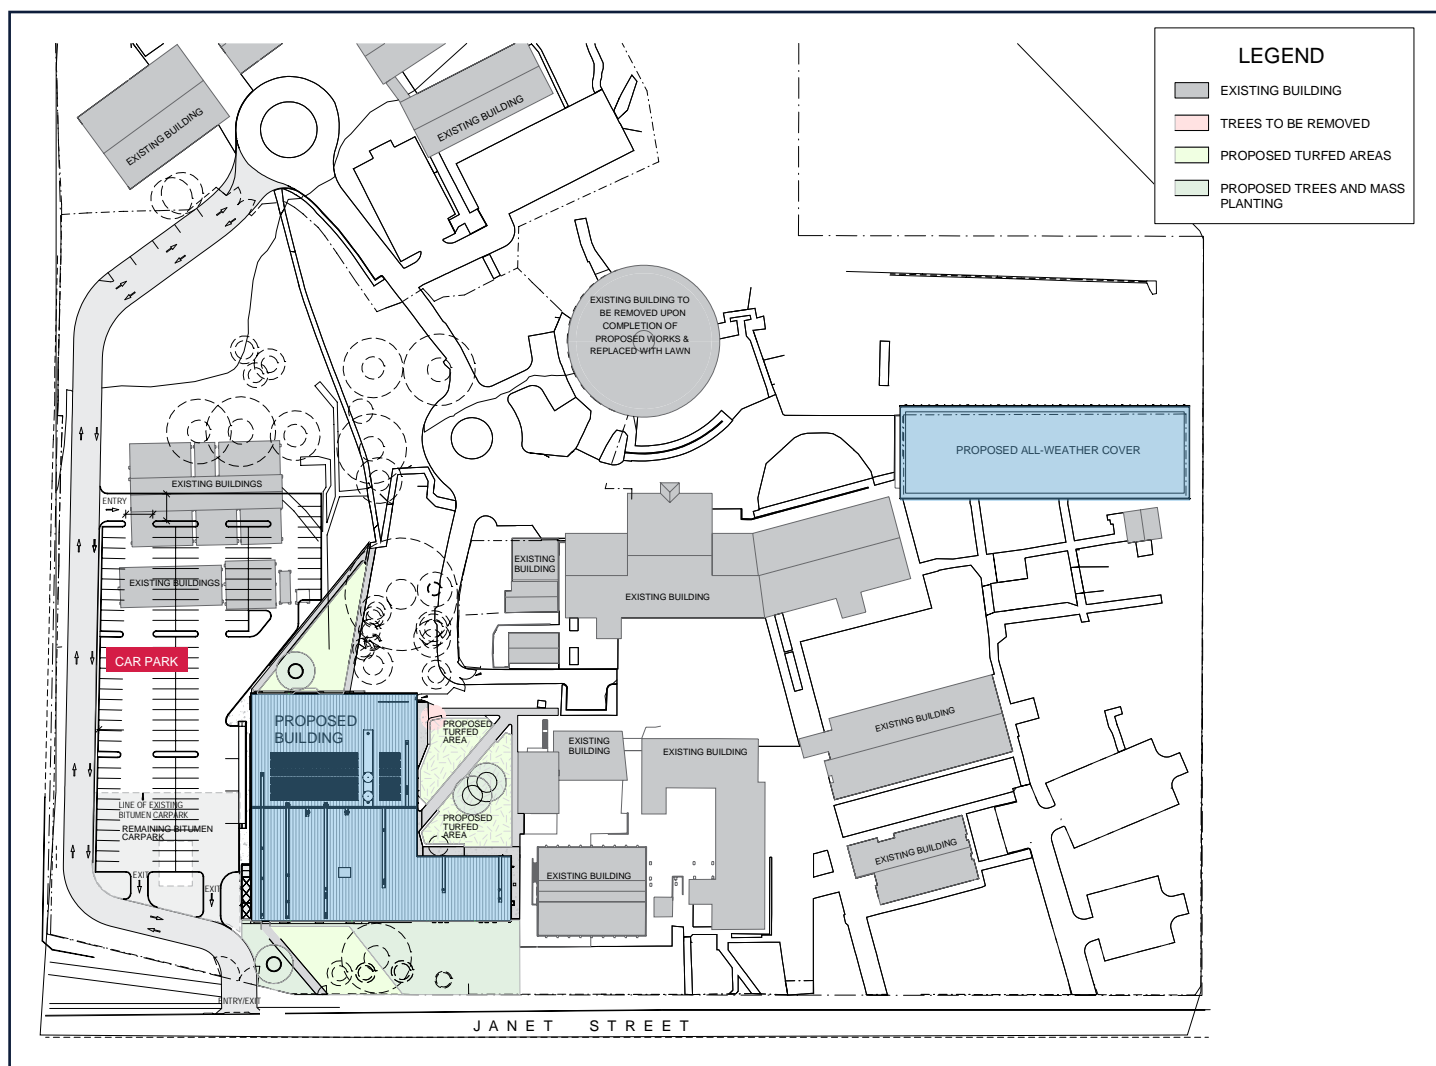 LEGEND
EXISTING BUILDING
TREES TO BE REMOVED
PROPOSED TURFED AREAS
PROPOSED TREES AND MASS
PLANTING
EXISTING BUILDING
EXISTING BUILDING
EXISTING BUILDING TO
BE REMOVED UPON
COMPLETION OF
PROPOSED WORKS &
REPLACED WITH LAWN
PROPOSED ALL-WEATHER COVER
EXISTING BUILDINGS
ENTRY
EXISTING BUILDINGS
EXISTING
BUILDING
EXISTING BUILDING
CAR PARK
PROPOSED
BUILDING
PROPOSED
TURFED
AREA
EXISTING
BUILDING
EXISTING BUILDING
EXISTING BUILDING
LINE OF EXISTING
BITUMEN CARPARK
REMAINING BITUMEN
CARPARK
PROPOSED
TURFED
AREA
EXISTING BUILDING
EXISTING BUILDING
EXIT
EXIT
ENTRY/EXIT
JANET STREET